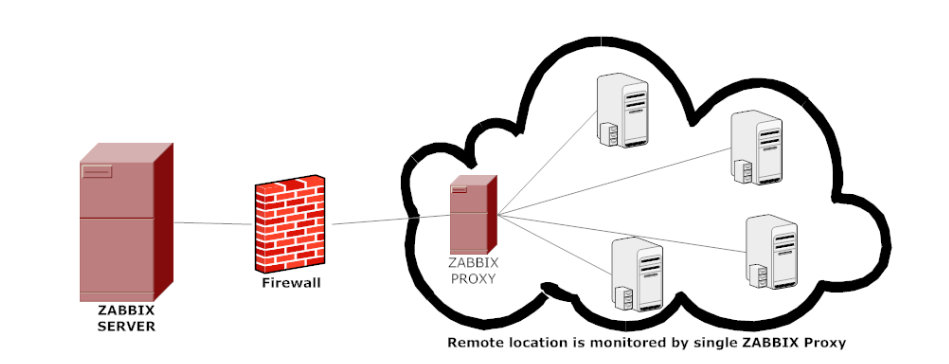 ZABBIX
SERVER
Firewall
ZABBIX
PROXY
Remote location is monitored by single ZABBIX Proxy